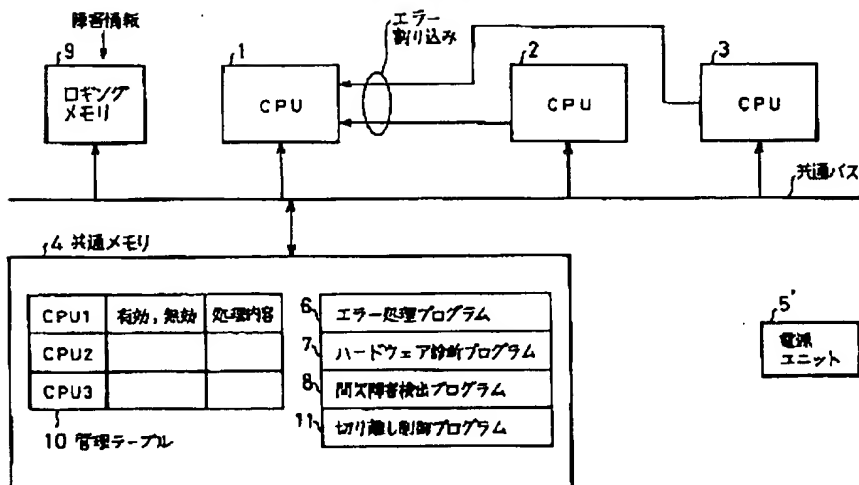 障害情報
9
ロギング
メモリ
1
CPU
エラー
割り込み
2
CPU
3
CPU
共通バス
4 共通メモリ
CPU1 有効,無効 処理内容
CPU2
CPU3
10 管理テーブル
6 エラー処理プログラム
7 ハードウェア診断プログラム
8 間欠障害検出プログラム
11 切り離し制御プログラム
5'
電源
ユニット